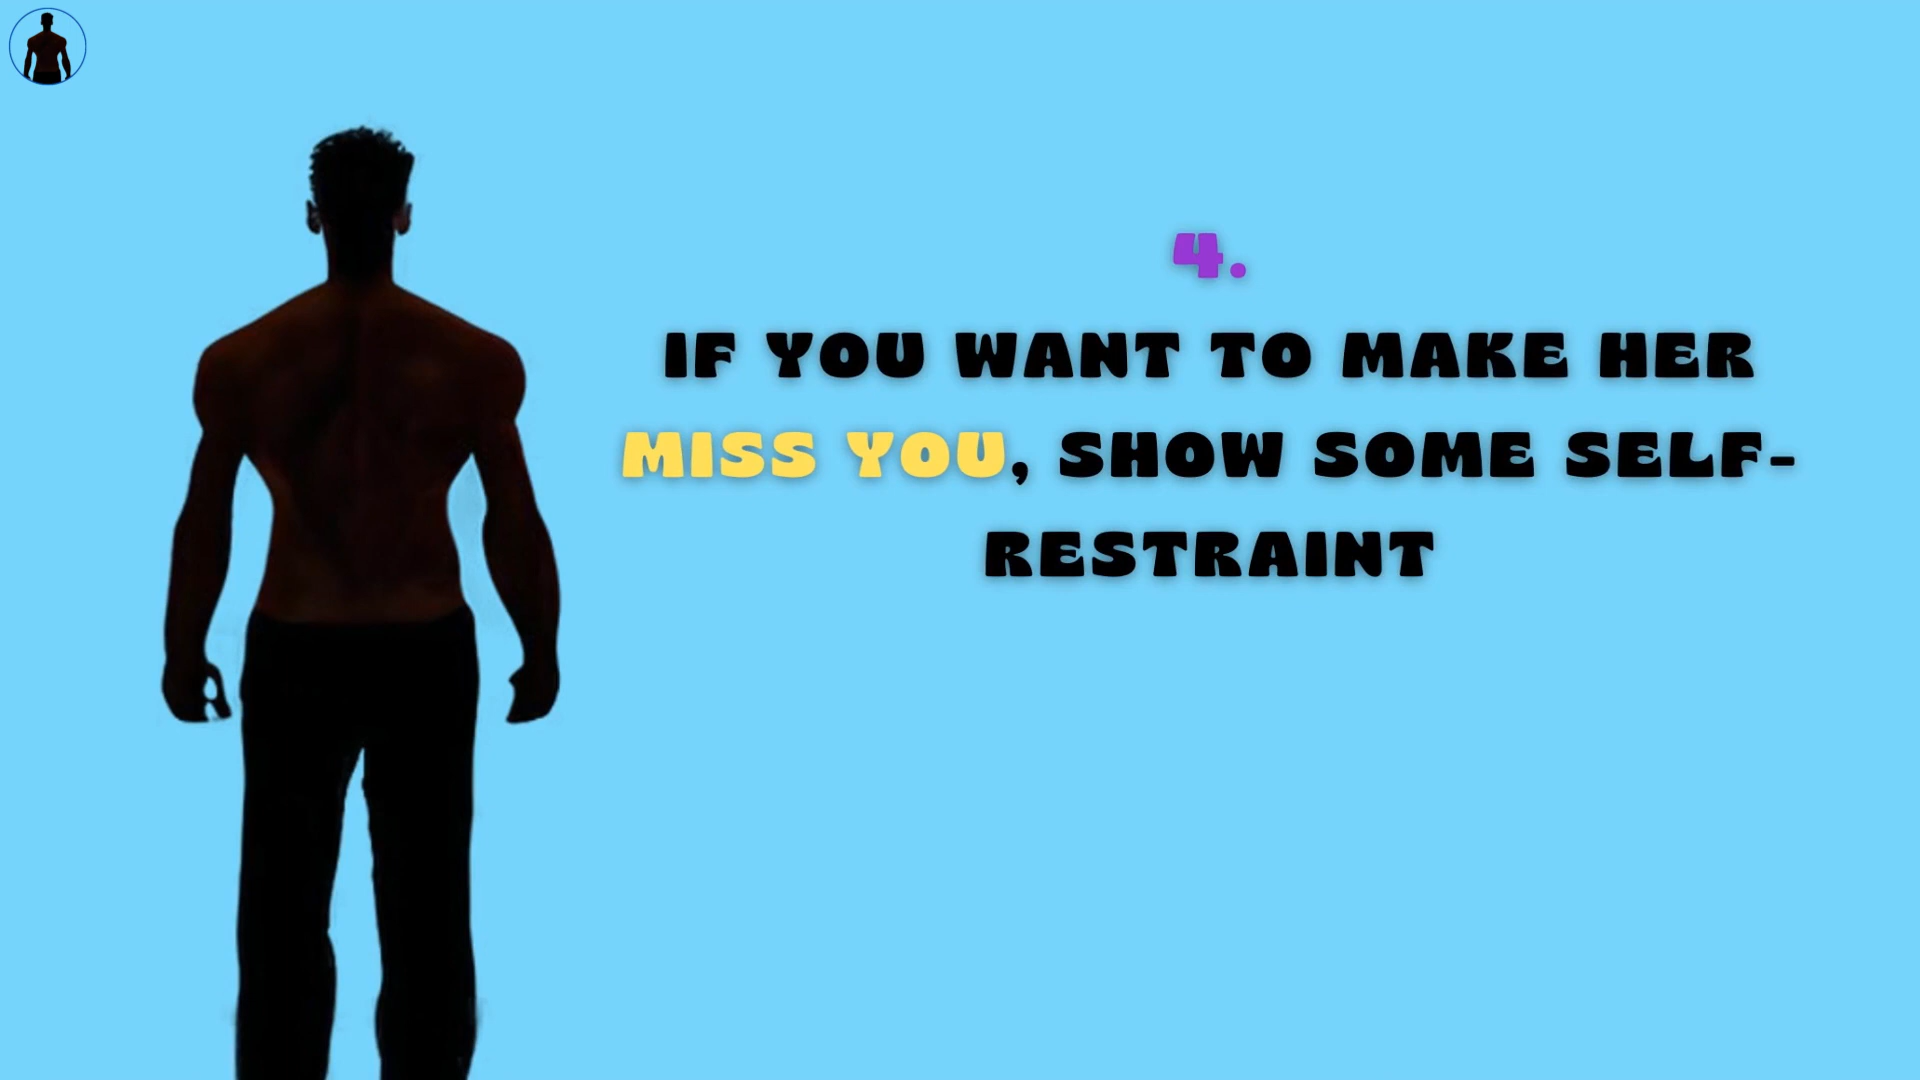 4.
IF YOU WANT TO MAKE HER
MISS YOU, SHOW SOME SELF-
RESTRAINT